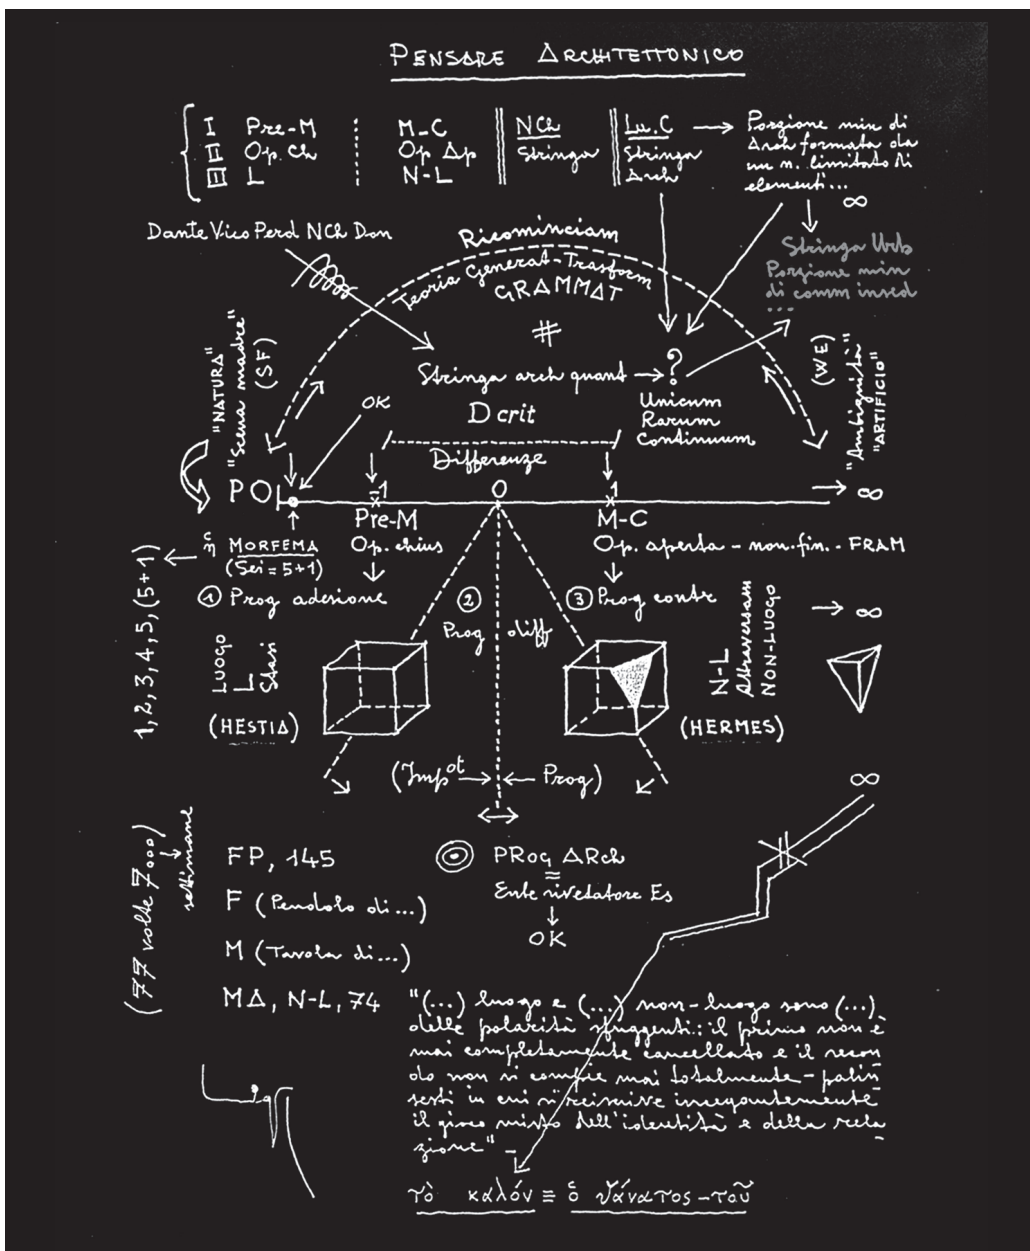 PENSARE ARCHITETTONICO
I Pre-M M-C NCh Lu.C → Porzione min di
II Op. Ch Op Ap Stringa Stringa Arch formata da
III L N-L Arch un n. limitato di
elementi...
∞
Dante Vico Perd NCh Don
Ricominciam
Stringa Urb
Teoria Generat-Trasform
Porzione min
GRAMMAT
di comm insed
...
#
"NATURA"
"Scena madre"
(SF)
(WE)
"Ambiguità"
"ARTIFICIO"
Stringa arch quant → ?
OK
D crit
Unicum
Rarum
Continuum
Differenze
PO -1 0 1 → ∞
Pre-M M-C
MORFEMA
Op. chius
Op. aperta - non. fin. - FRAM
(Sei = 5+1)
1, 2, 3, 4, 5, (5+1)
① Prog adesione
②
Prog diff
③ Prog contr
→ ∞
LUOGO
L
Stasi
(HESTIA)
N-L
Attraversam
NON-LUOGO
(HERMES)
(Impot → ← Prog)
∞
(77 volte 7000)
settimane
FP, 145
F (Pendolo di...)
M (Tavola di...)
MA, N-L, 74
PRog ARch
=
Ente rivelatore Es
OK
"(...) luogo e (...) non-luogo sono (...)
delle polarità sfuggenti: il primo non è
mai completamente cancellato e il secon
do non si compie mai totalmente - palin
sesti in cui si reiscrive incessantemente
il gioco misto dell'identità e della rela
zione" -
τὸ καλόν ≡ ὁ θάνατος - τοῦ